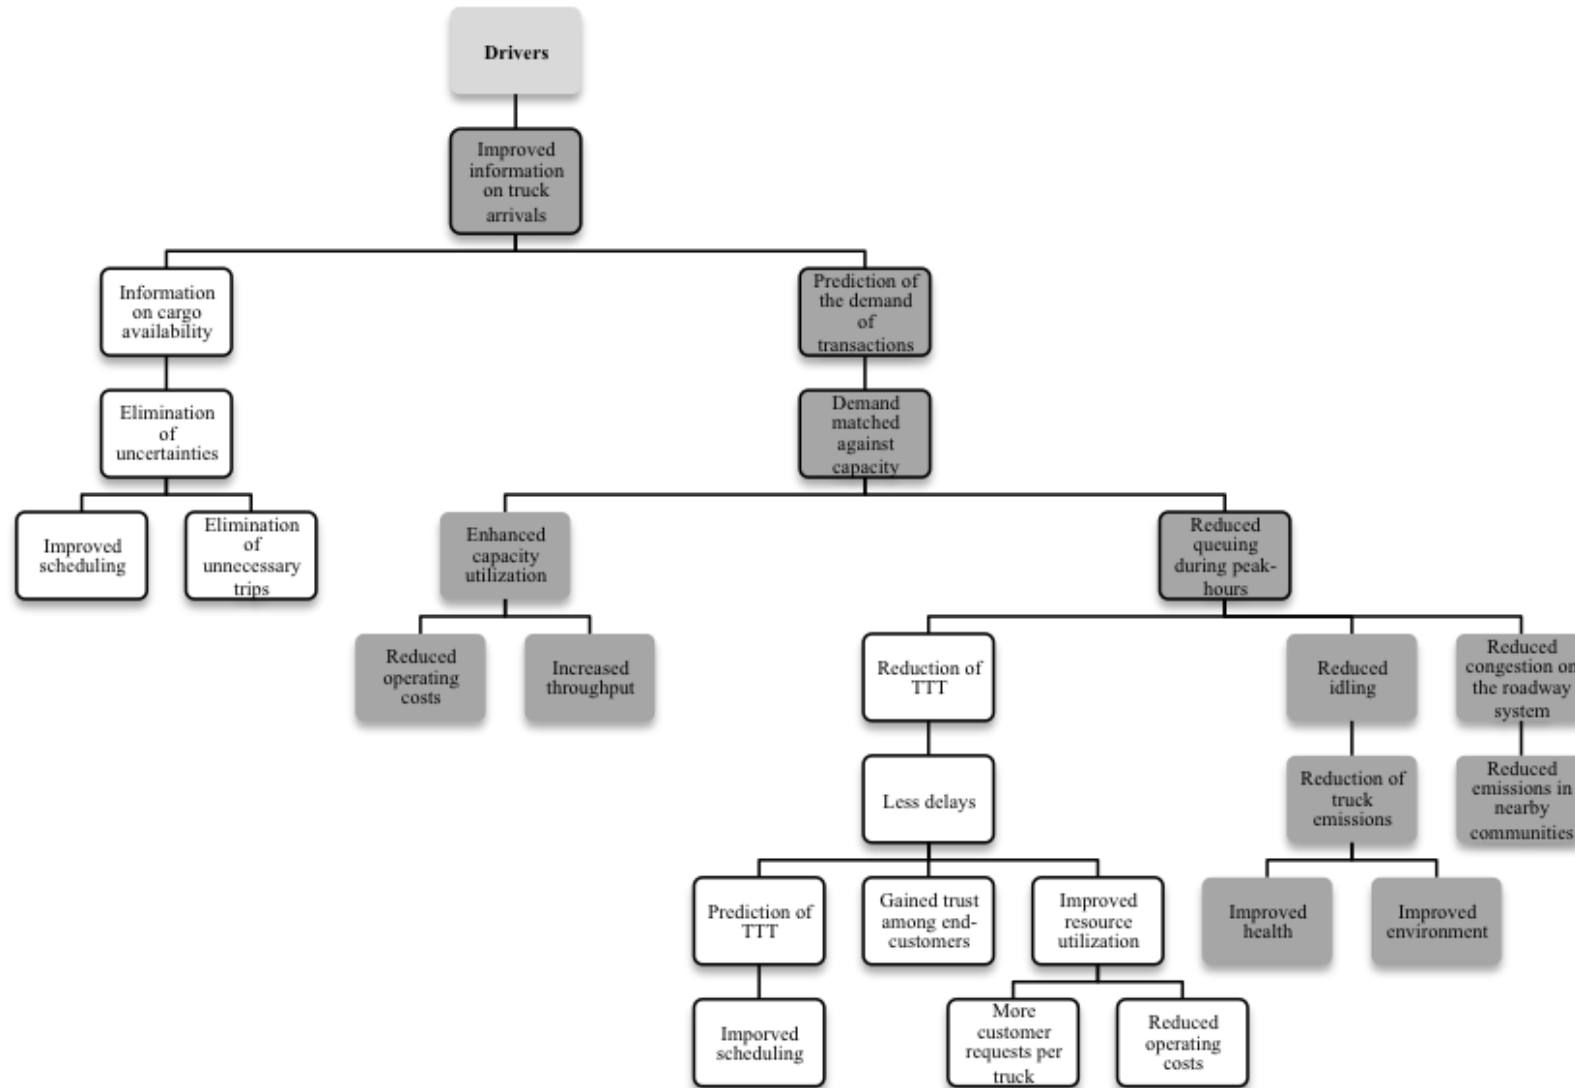 Drivers
Improved
information
on truck
arrivals
Information
on cargo
availability
Prediction of
the demand
of
transactions
Elimination
of
uncertainties
Demand
matched
against
capacity
Improved
scheduling
Elimination
of
unnecessary
trips
Enhanced
capacity
utilization
Reduced
queuing
during peak-
hours
Reduced
operating
costs
Increased
throughput
Reduction of
TTT
Reduced
idling
Reduced
congestion on
the roadway
system
Less delays
Reduction of
truck
emissions
Reduced
emissions in
nearby
communities
Prediction of
TTT
Gained trust
among end-
customers
Improved
resource
utilization
Improved
health
Improved
environment
Imporved
scheduling
More
customer
requests per
truck
Reduced
operating
costs